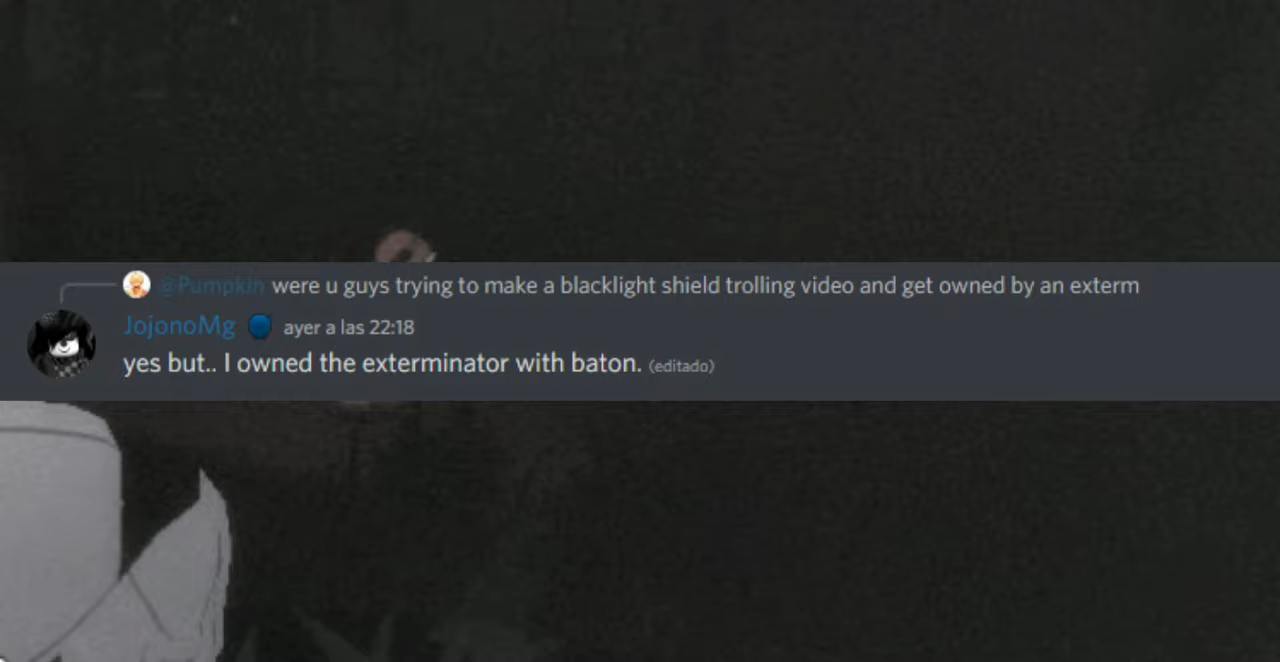 @Pumpkin were u guys trying to make a blacklight shield trolling video and get owned by an exterm
JojonoMg ayer a las 22:18
yes but.. I owned the exterminator with baton. (editado)